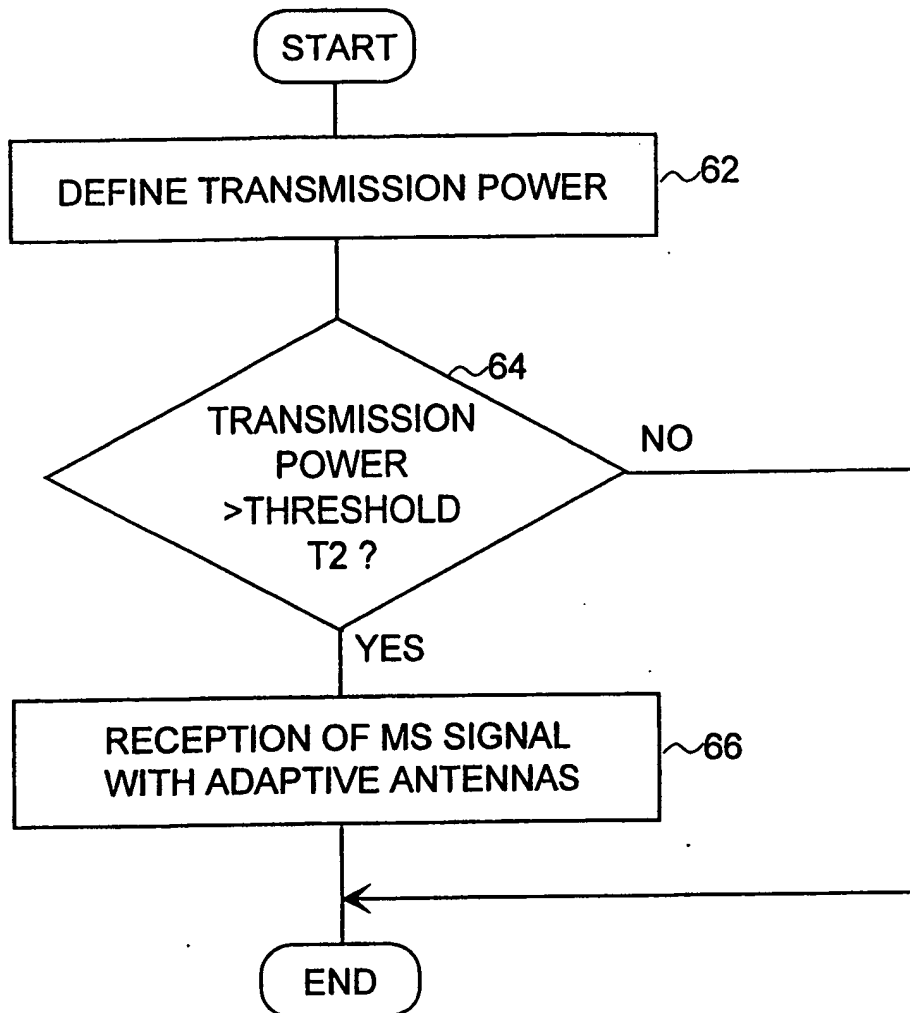 START
DEFINE TRANSMISSION POWER
62
64
TRANSMISSION
POWER
>THRESHOLD
T2 ?
NO
YES
RECEPTION OF MS SIGNAL
WITH ADAPTIVE ANTENNAS
66
END